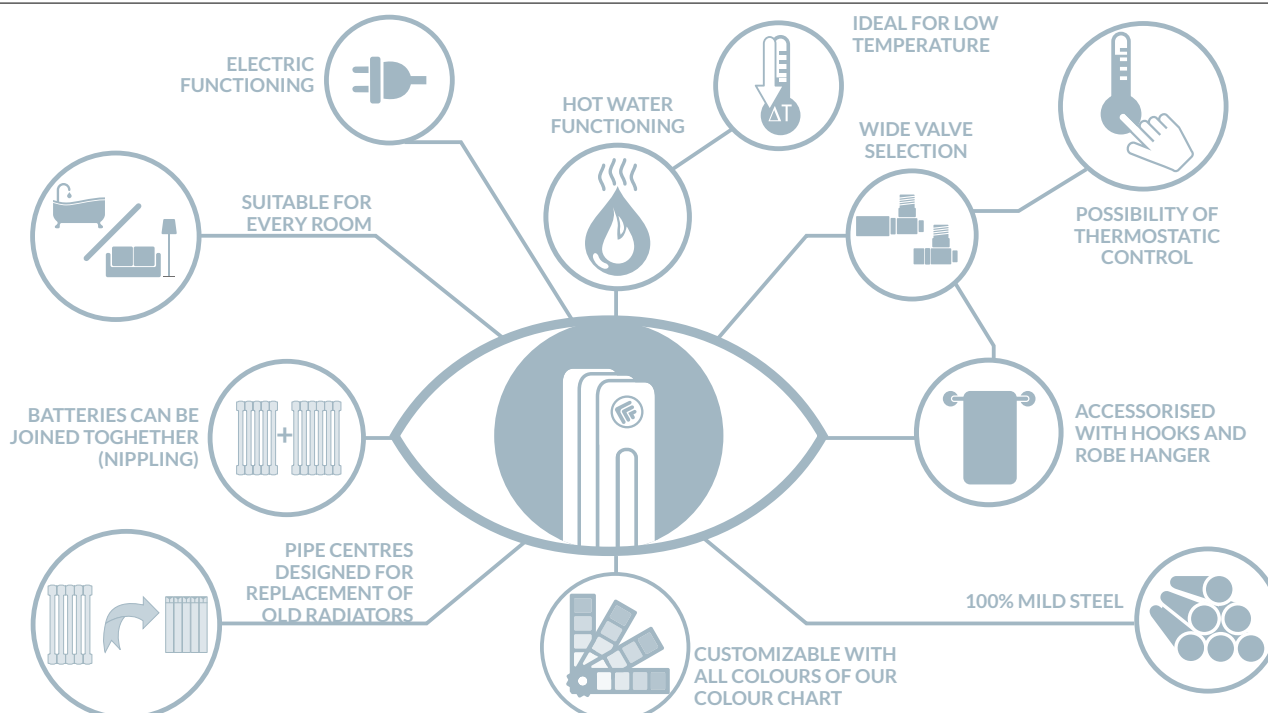 ELECTRIC
FUNCTIONING
HOT WATER
FUNCTIONING
IDEAL FOR LOW
TEMPERATURE
ΔT
WIDE VALVE
SELECTION
POSSIBILITY OF
THERMOSTATIC
CONTROL
SUITABLE FOR
EVERY ROOM
BATTERIES CAN BE
JOINED TOGHETHER
(NIPPLING)
+
ACCESSORISED
WITH HOOKS AND
ROBE HANGER
PIPE CENTRES
DESIGNED FOR
REPLACEMENT OF
OLD RADIATORS
100% MILD STEEL
CUSTOMIZABLE WITH
ALL COLOURS OF OUR
COLOUR CHART